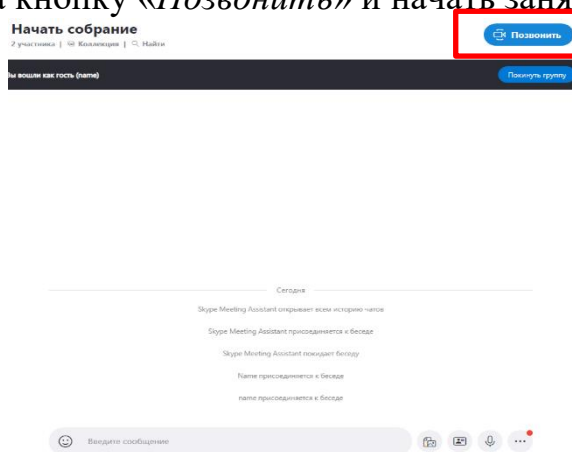 кнопку «Позвонить» и начать заня
Начать собрание
Позвонить
2 участника | Коллекция | Найти
Вы вошли как гость (name)
Покинуть группу
Сегодня
Skype Meeting Assistant открывает всем историю чатов
Skype Meeting Assistant присоединяется к беседе
Skype Meeting Assistant покидает беседу
Name присоединяется к беседе
name присоединяется к беседе
Введите сообщение